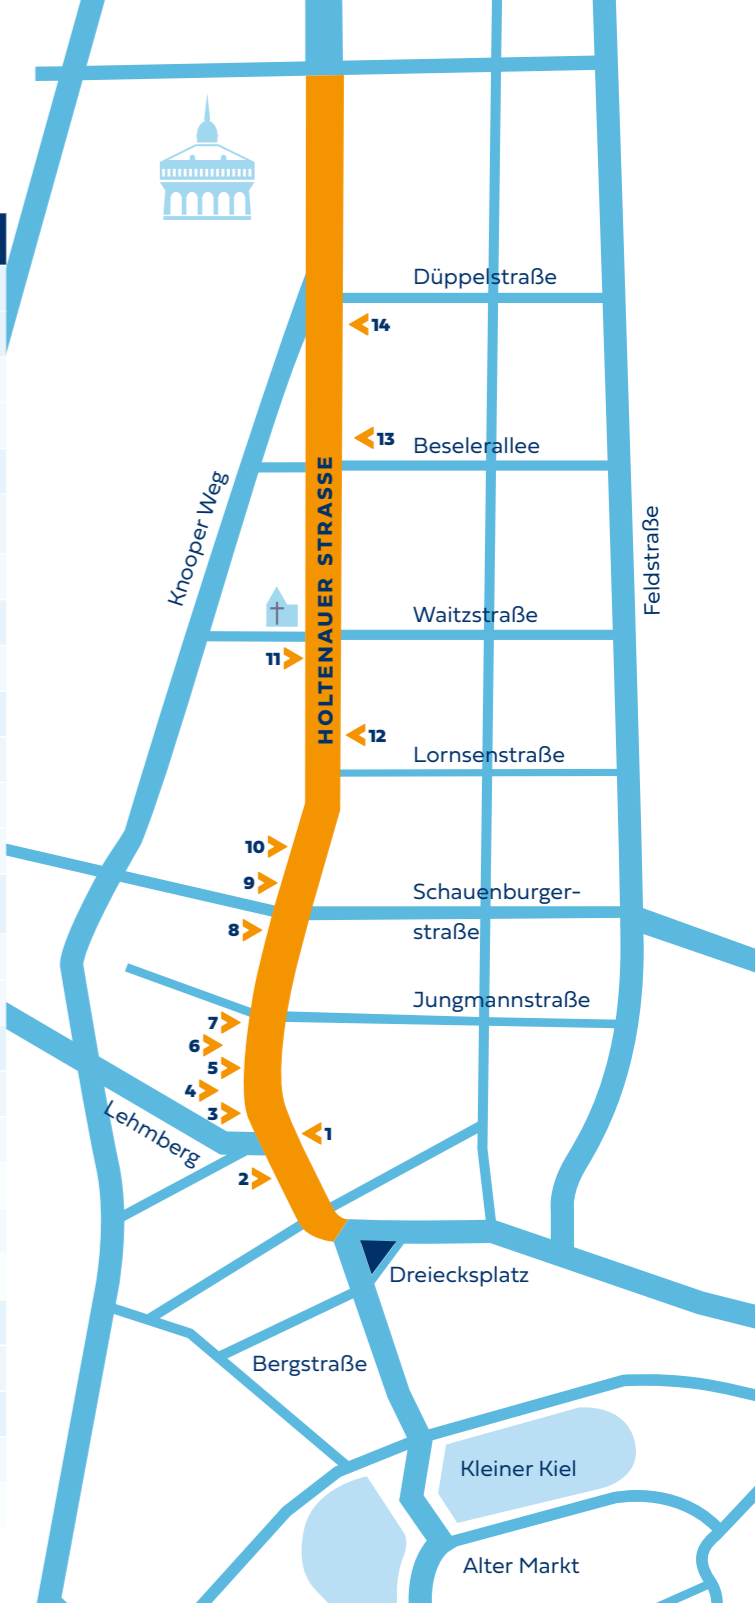 Düppelstraße
14
13
Beselerallee
HOLTENAUER STRASSE
Knooper Weg
Feldstraße
Waitzstraße
11
12
Lornsenstraße
10
9
Schauenburger-
straße
8
Jungmannstraße
7
6
5
4
3
Lehmberg
1
2
Dreiecksplatz
Bergstraße
Kleiner Kiel
Alter Markt